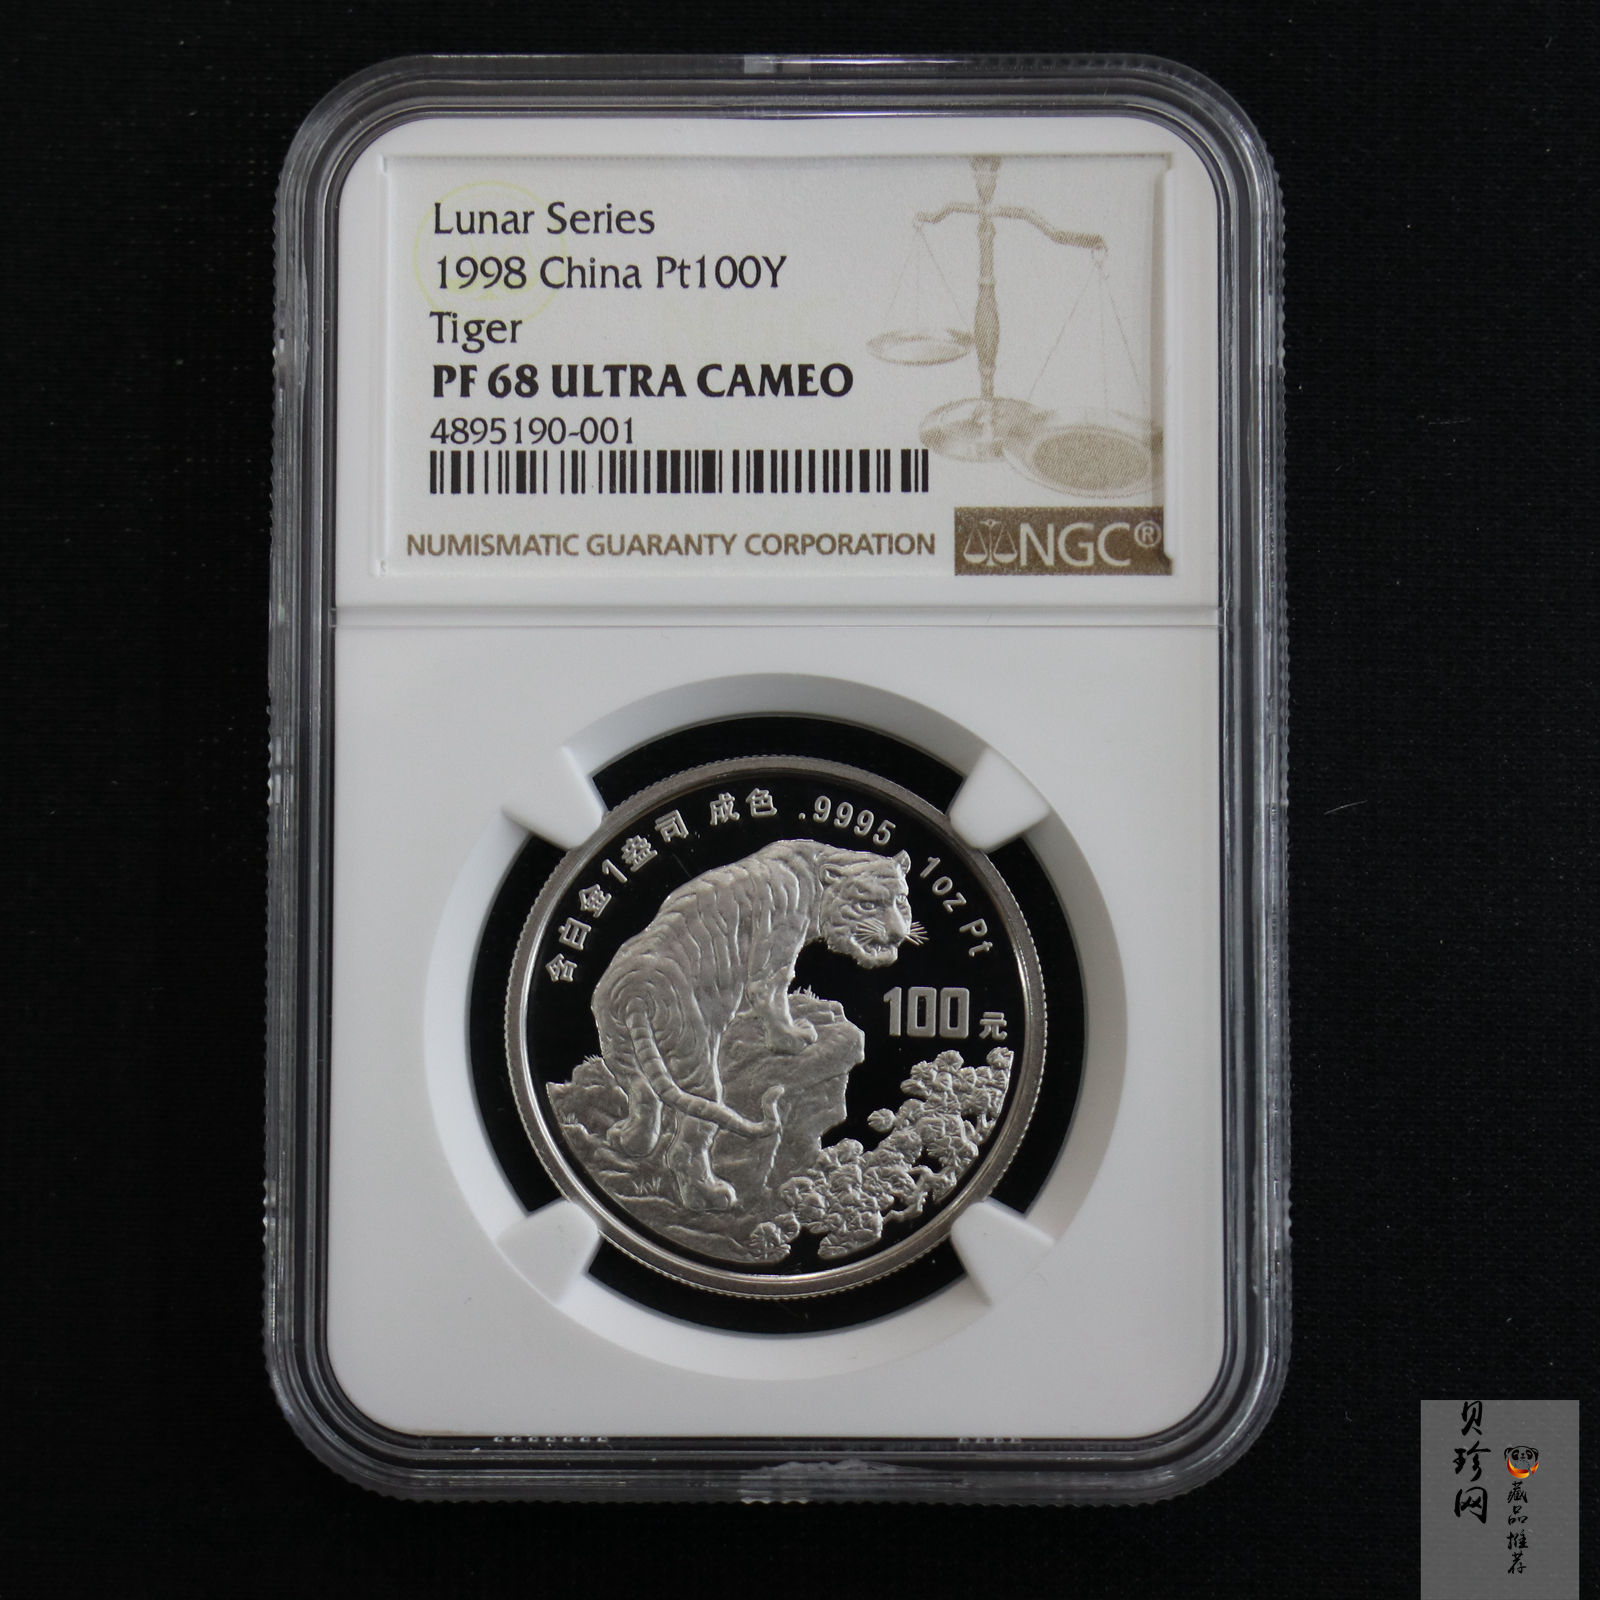 Lunar Series
1998 China Pt100Y
Tiger
PF 68 ULTRA CAMEO
4895190-001
NUMISMATIC GUARANTY CORPORATION
NGC®
含白金1盎司 成色 .9995 1oz Pt
100元
贝珍网
藏品推荐